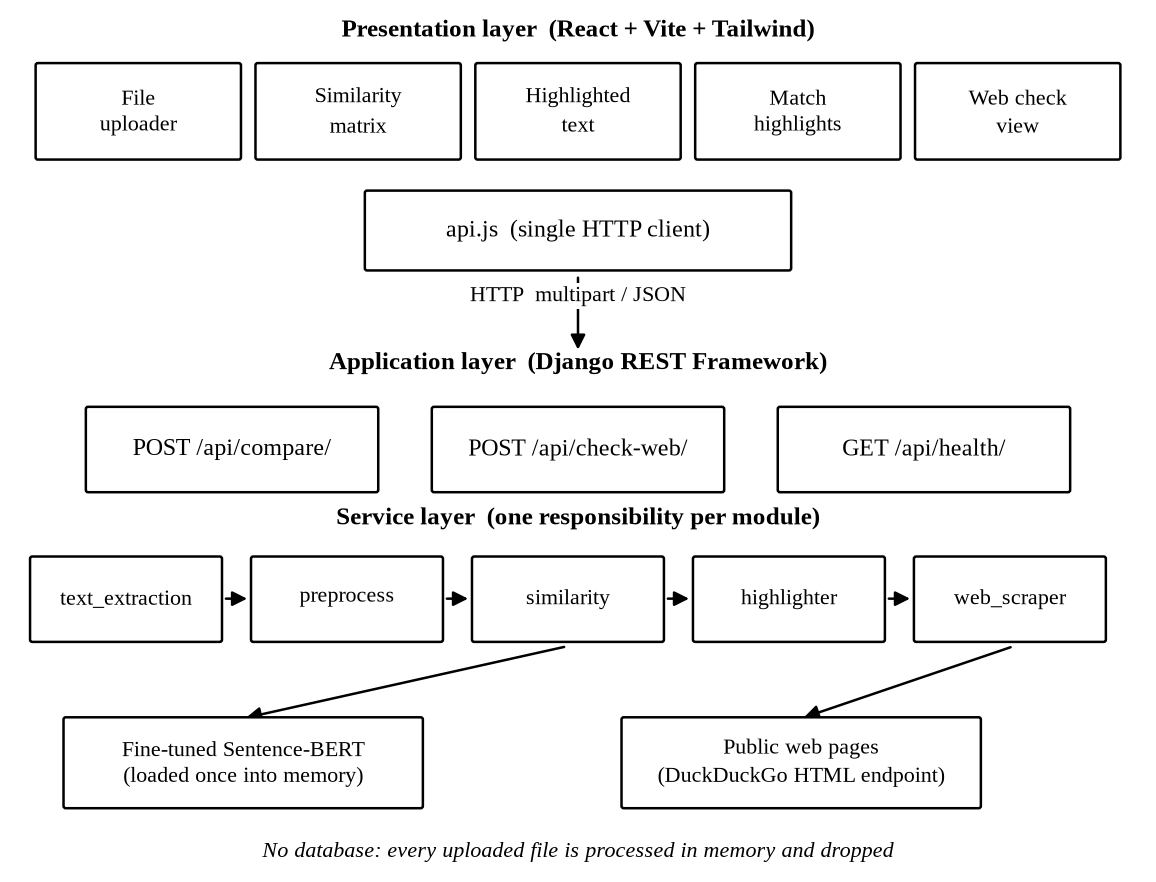 Presentation layer (React + Vite + Tailwind)
File
uploader
Similarity
matrix
Highlighted
text
Match
highlights
Web check
view
api.js (single HTTP client)
HTTP multipart / JSON
Application layer (Django REST Framework)
POST /api/compare/
POST /api/check-web/
GET /api/health/
Service layer (one responsibility per module)
text_extraction
preprocess
similarity
highlighter
web_scraper
Fine-tuned Sentence-BERT
(loaded once into memory)
Public web pages
(DuckDuckGo HTML endpoint)
No database: every uploaded file is processed in memory and dropped